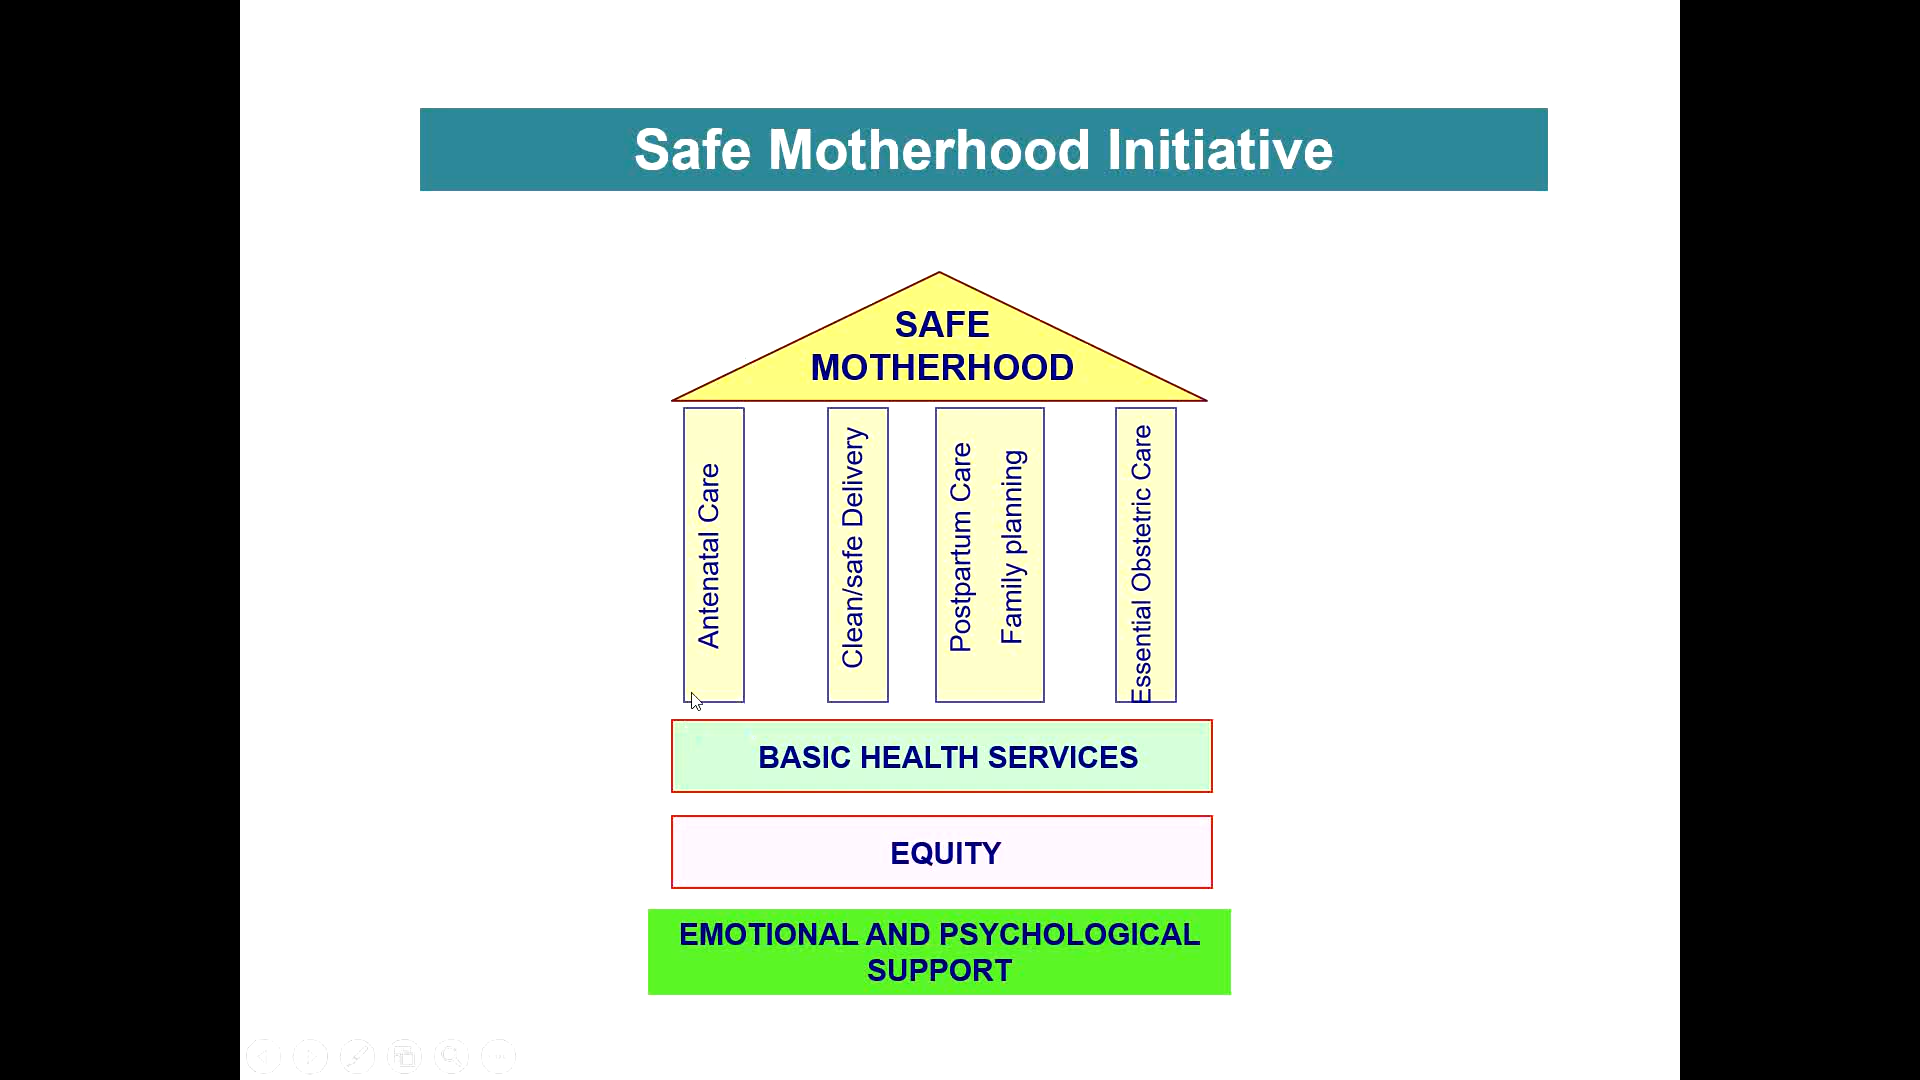 Safe Motherhood Initiative
SAFE
MOTHERHOOD
Antenatal Care
Clean/safe Delivery
Postpartum Care
Family planning
Essential Obstetric Care
BASIC HEALTH SERVICES
EQUITY
EMOTIONAL AND PSYCHOLOGICAL
SUPPORT